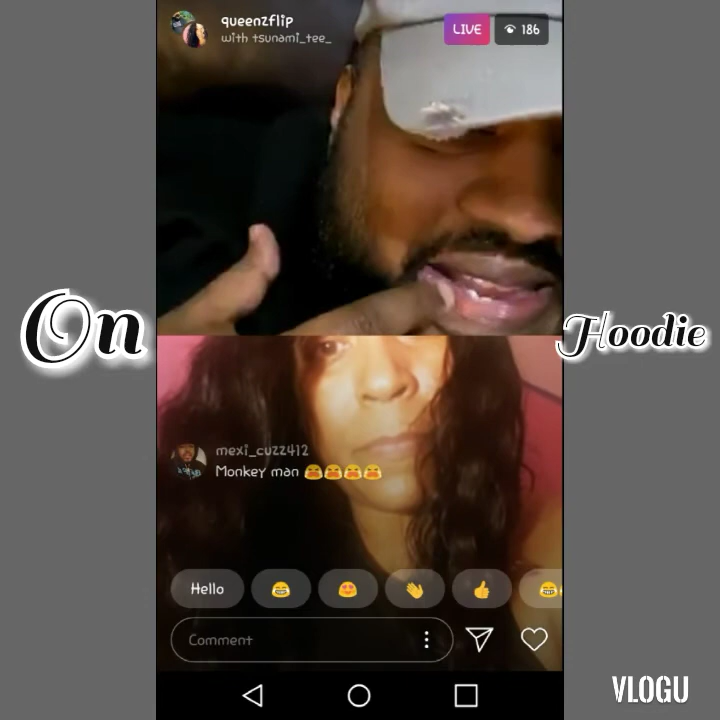 queenzflip
with tsunami_tee_
LIVE
186
On
Hoodie
mexi_cuzz412
Monkey man 😫😫😫😫
Hello
Comment
VLOGU